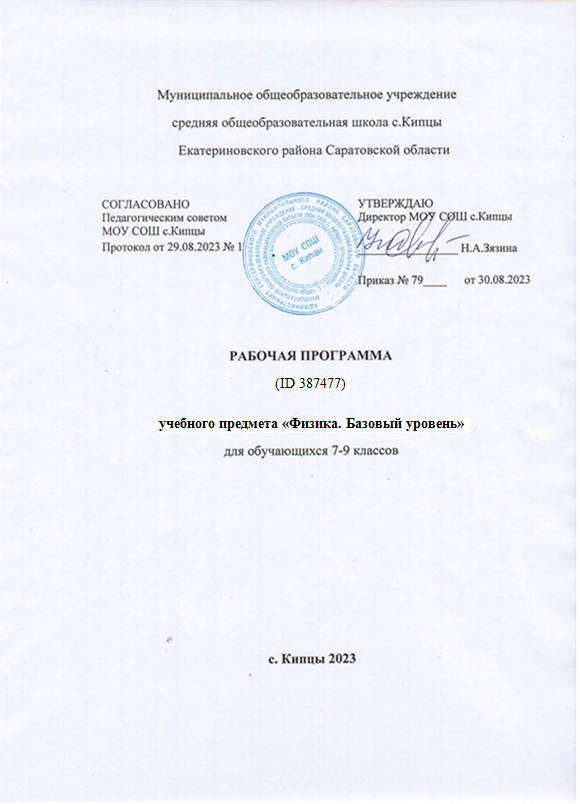 Муниципальное общеобразовательное учреждение
средняя общеобразовательная школа с.Кипцы
Екатериновского района Саратовской области
СОГЛАСОВАНО
Педагогическим советом
МОУ СОШ с.Кипцы
Протокол от 29.08.2023 № 1
МОУ СОШ
с. Кипцы
УТВЕРЖДАЮ
Директор МОУ СОШ с.Кипцы
Н.А.Зязина
Приказ № 79____ от 30.08.2023
РАБОЧАЯ ПРОГРАММА
(ID 387477)
учебного предмета «Физика. Базовый уровень»
для обучающихся 7-9 классов
с. Кипцы 2023